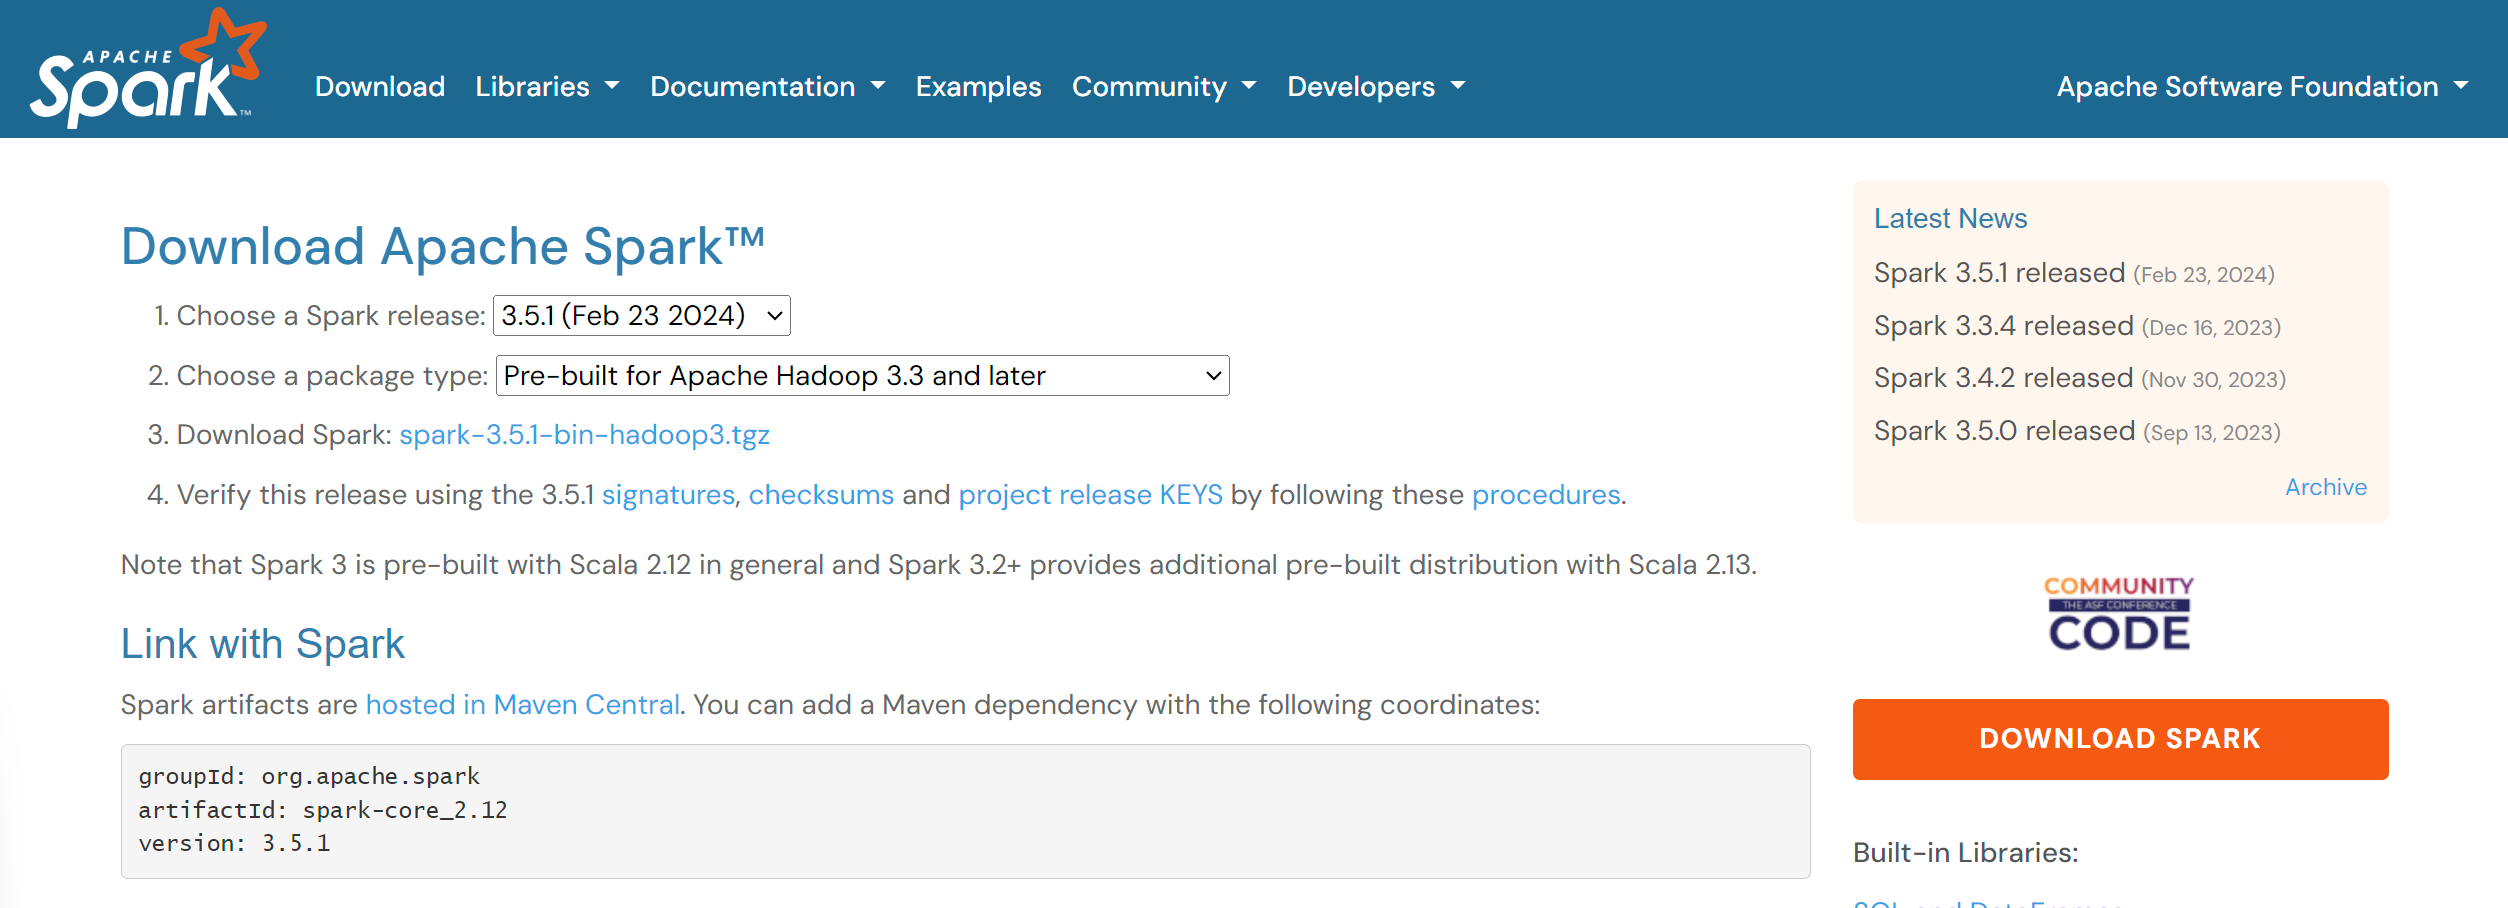 APACHE
Spark™
Download Libraries Documentation Examples Community Developers Apache Software Foundation
Download Apache Spark™
1. Choose a Spark release: 3.5.1 (Feb 23 2024)
2. Choose a package type: Pre-built for Apache Hadoop 3.3 and later
3. Download Spark: spark-3.5.1-bin-hadoop3.tgz
4. Verify this release using the 3.5.1 signatures, checksums and project release KEYS by following these procedures.
Note that Spark 3 is pre-built with Scala 2.12 in general and Spark 3.2+ provides additional pre-built distribution with Scala 2.13.
Link with Spark
Spark artifacts are hosted in Maven Central. You can add a Maven dependency with the following coordinates:
groupId: org.apache.spark
artifactId: spark-core_2.12
version: 3.5.1
Latest News
Spark 3.5.1 released (Feb 23, 2024)
Spark 3.3.4 released (Dec 16, 2023)
Spark 3.4.2 released (Nov 30, 2023)
Spark 3.5.0 released (Sep 13, 2023)
Archive
COMMUNITY
THE ASF CONFERENCE
CODE
DOWNLOAD SPARK
Built-in Libraries:
SQL and DataFrames